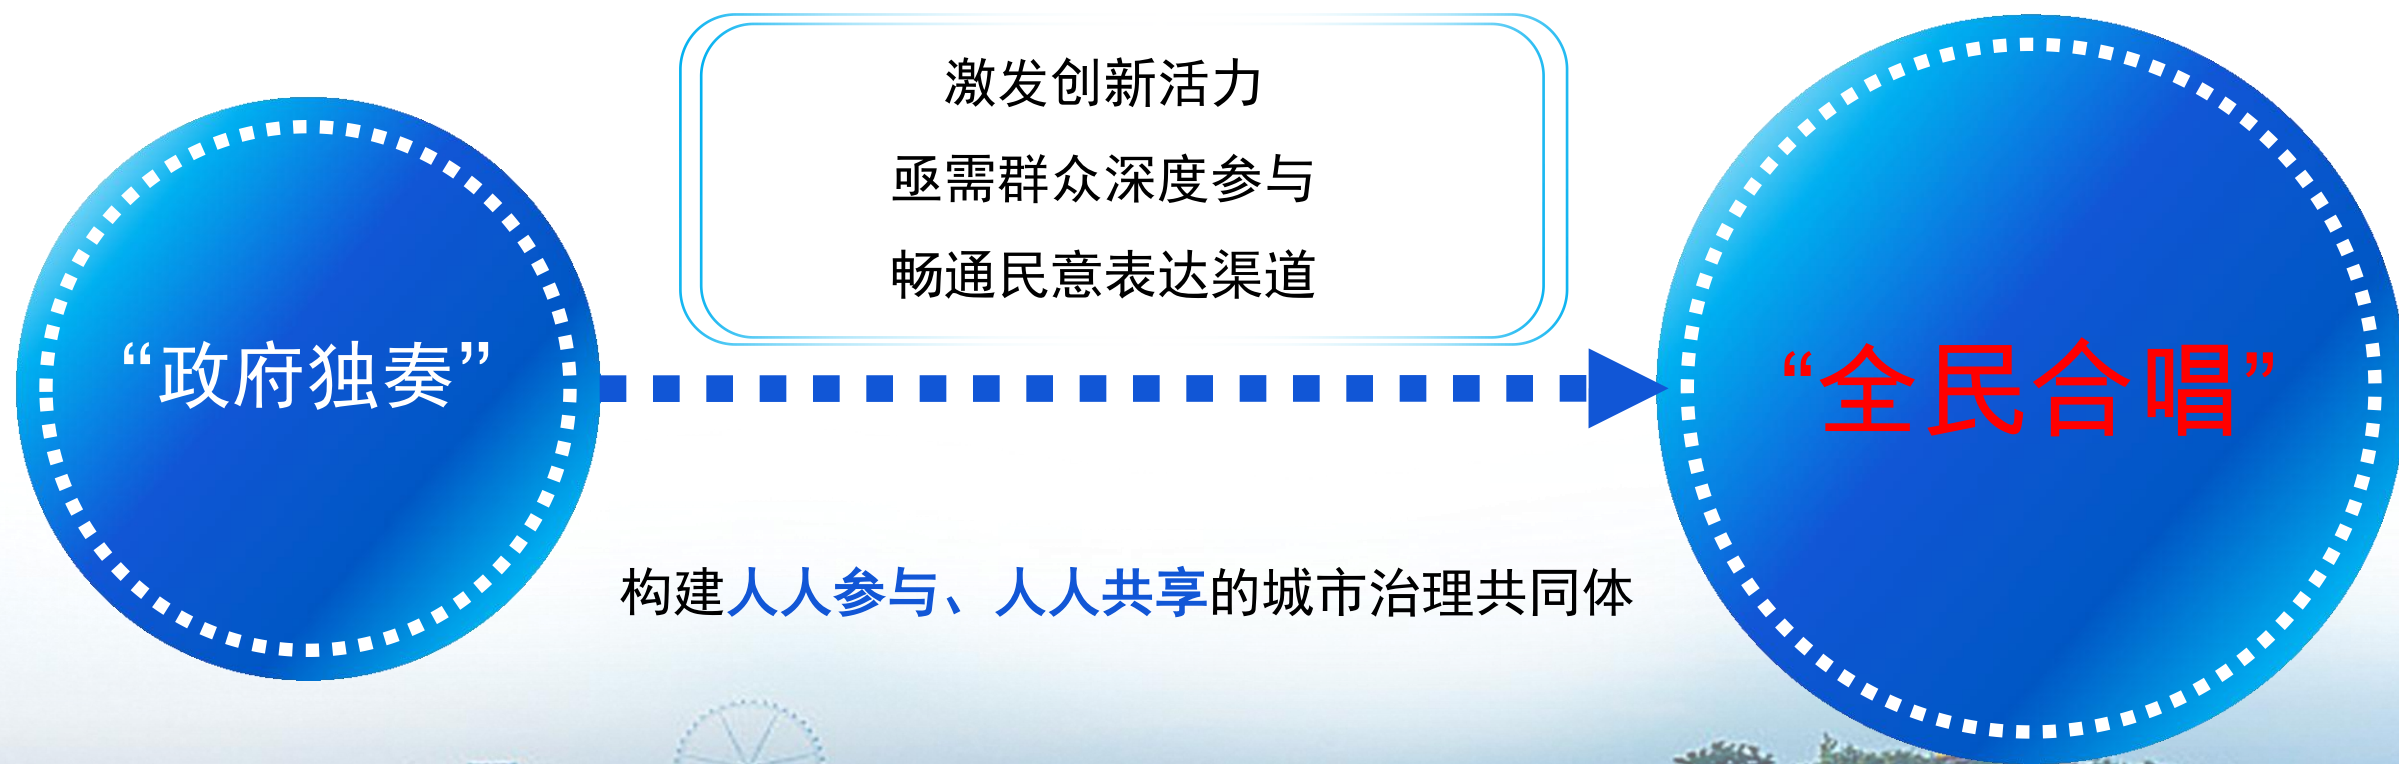 激发创新活力
亟需群众深度参与
畅通民意表达渠道
“政府独奏”
“全民合唱”
构建人人参与、人人共享的城市治理共同体